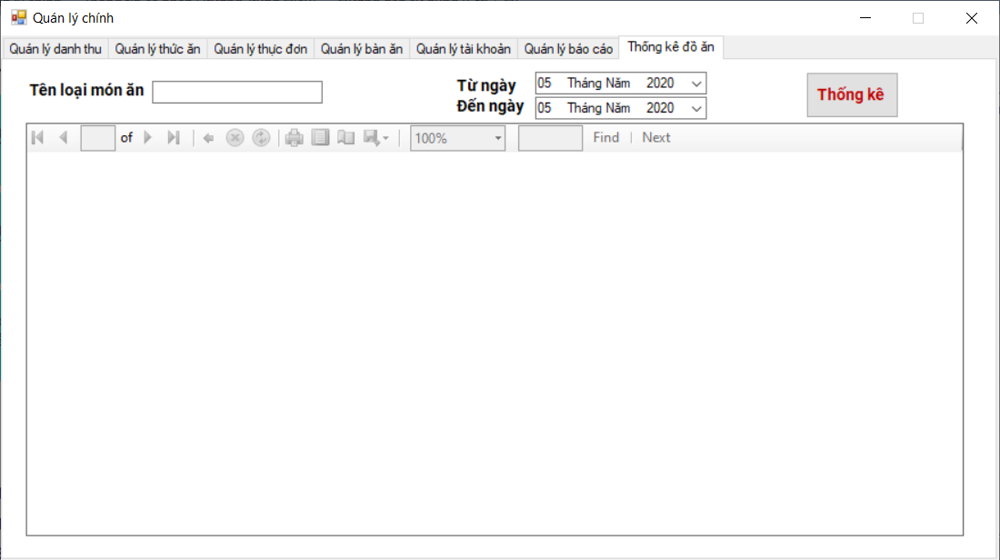 Quản lý chính
Quản lý danh thu Quản lý thức ăn Quản lý thực đơn Quản lý bàn ăn Quản lý tài khoản Quản lý báo cáo Thống kê đồ ăn
Tên loại món ăn
Từ ngày 05 Tháng Năm 2020
Đến ngày 05 Tháng Năm 2020
Thống kê
of 100% Find | Next